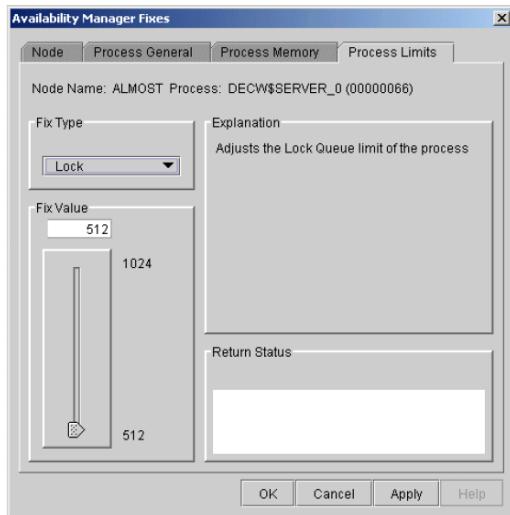 Availability Manager Fixes
Node Process General Process Memory Process Limits
Node Name: ALMOST Process: DECW$SERVER_0 (00000066)
Fix Type
Lock
Explanation
Adjusts the Lock Queue limit of the process
Fix Value
512
1024
512
Return Status
OK Cancel Apply Help